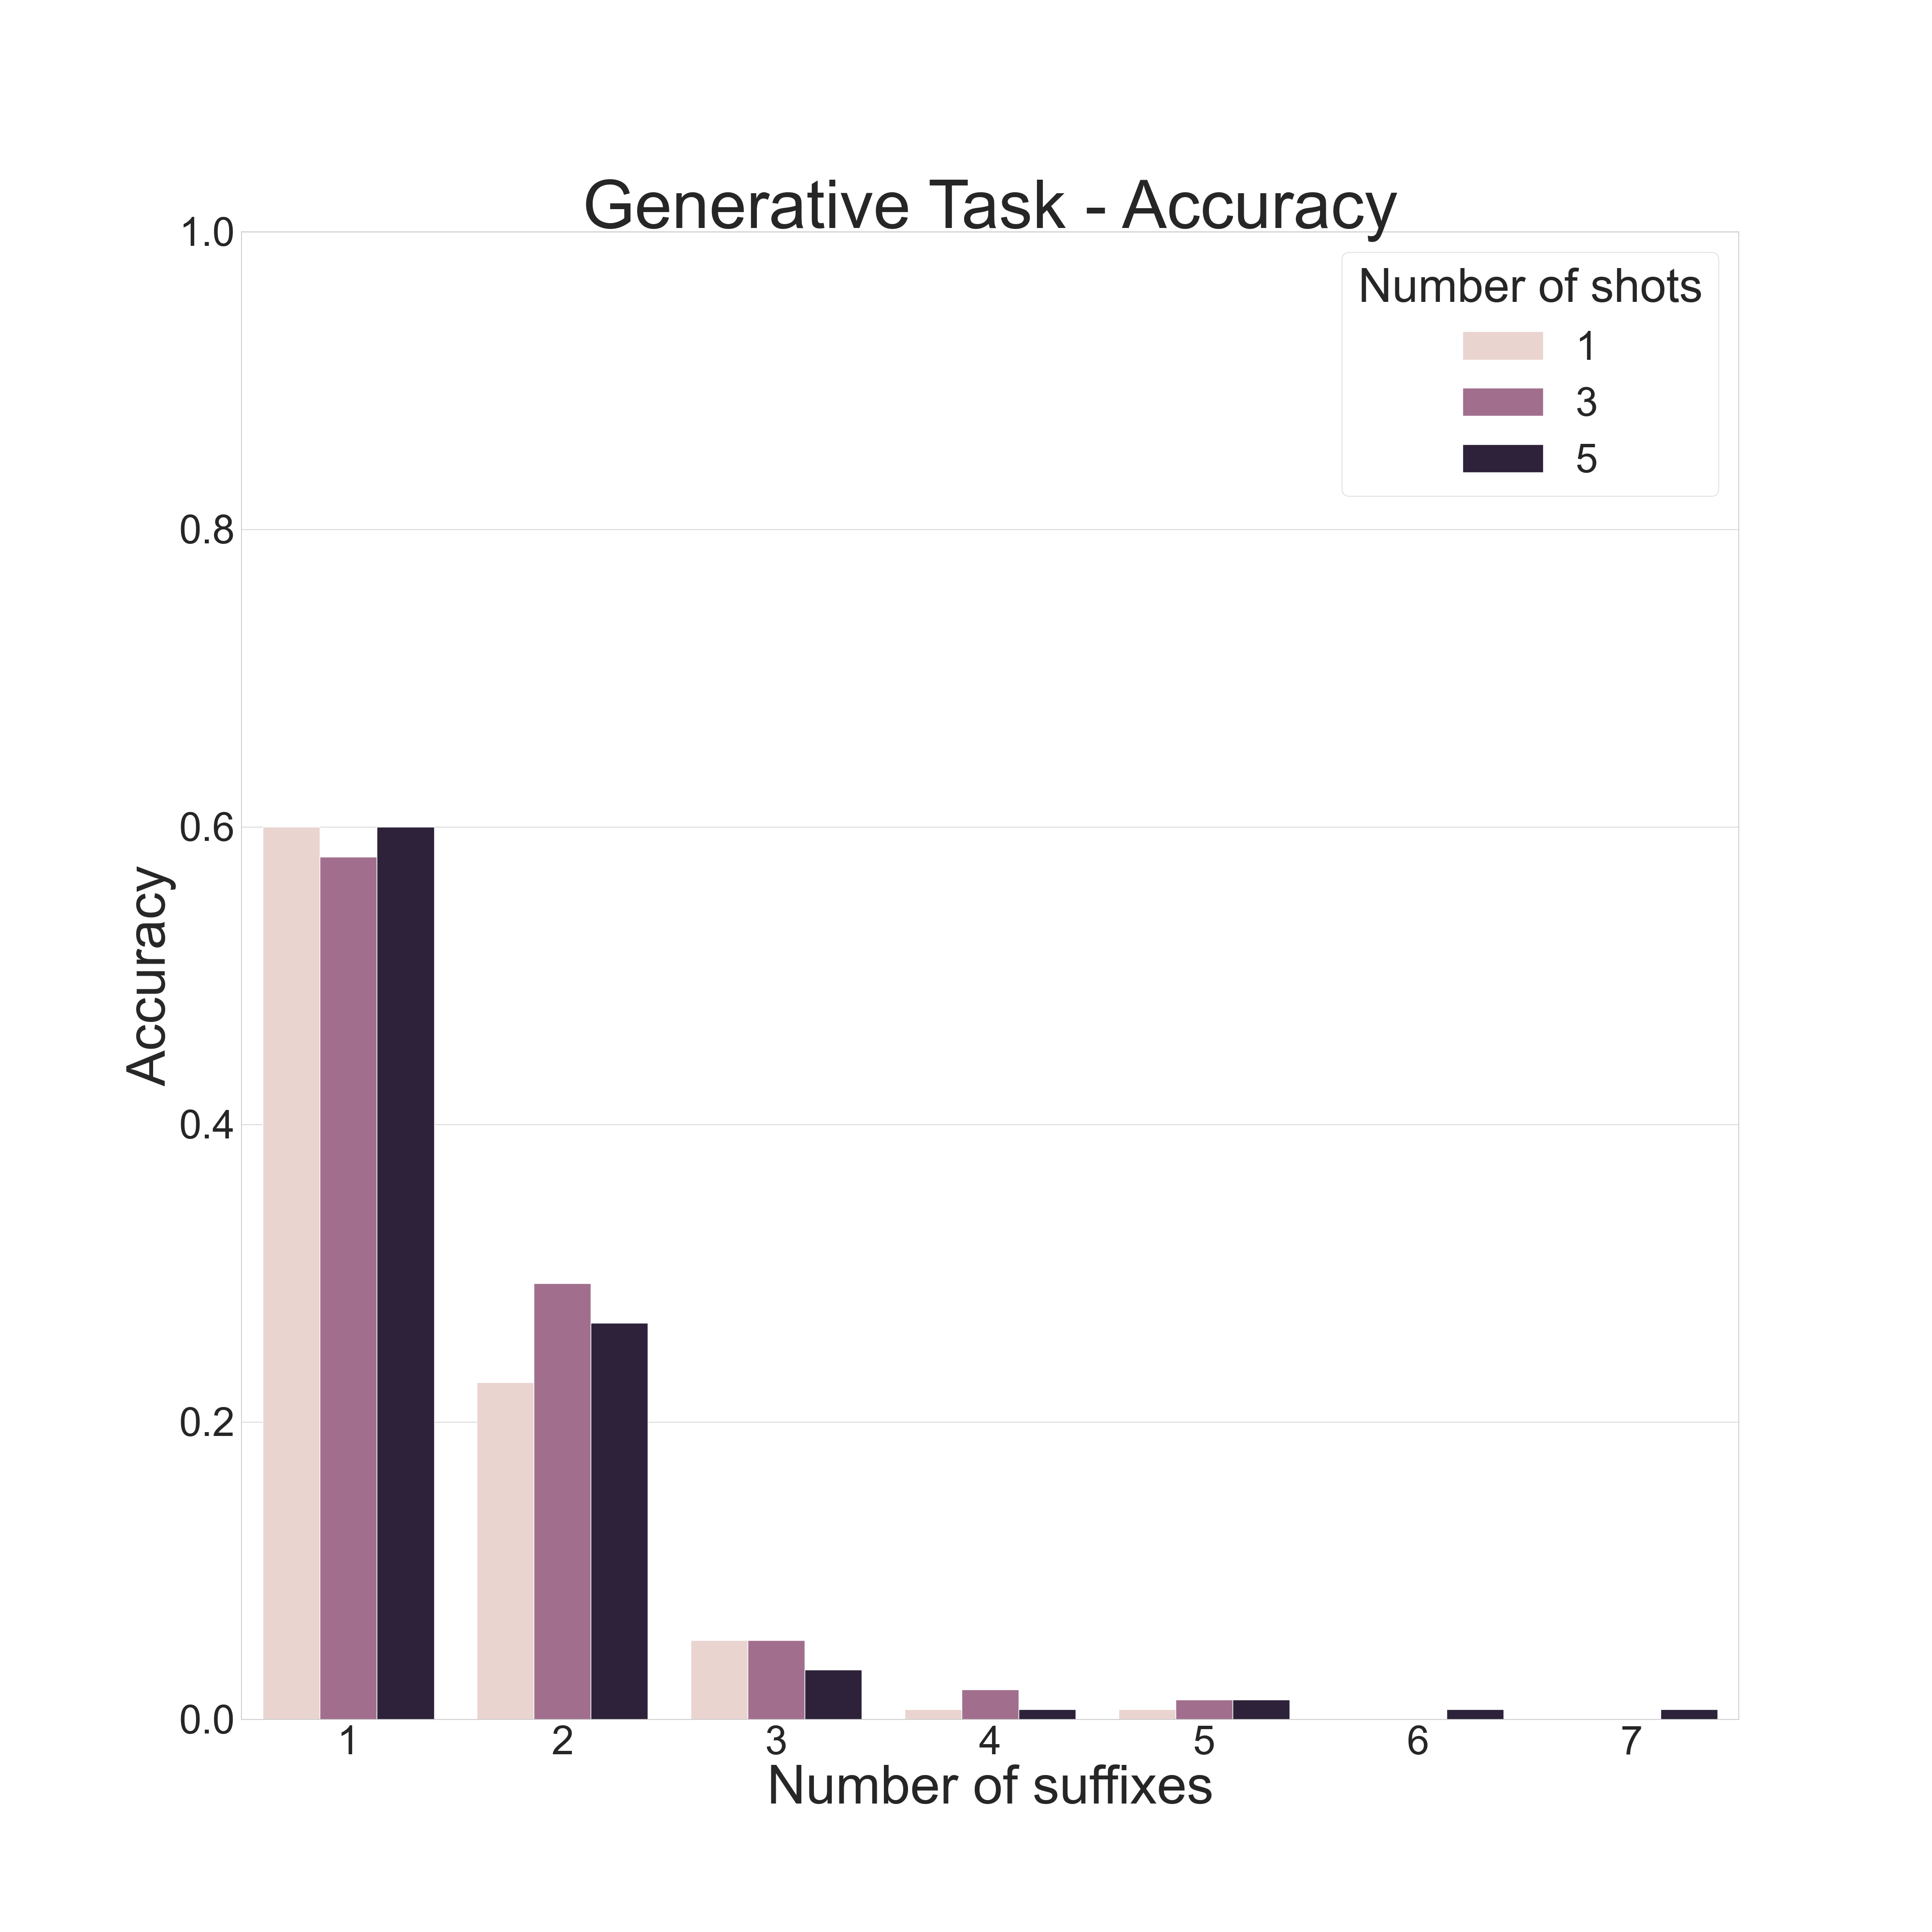 Generative Task - Accuracy
Number of shots
1
3
5
1.0
0.8
0.6
0.4
0.2
0.0
Accuracy
1 2 3 4 5 6 7
Number of suffixes